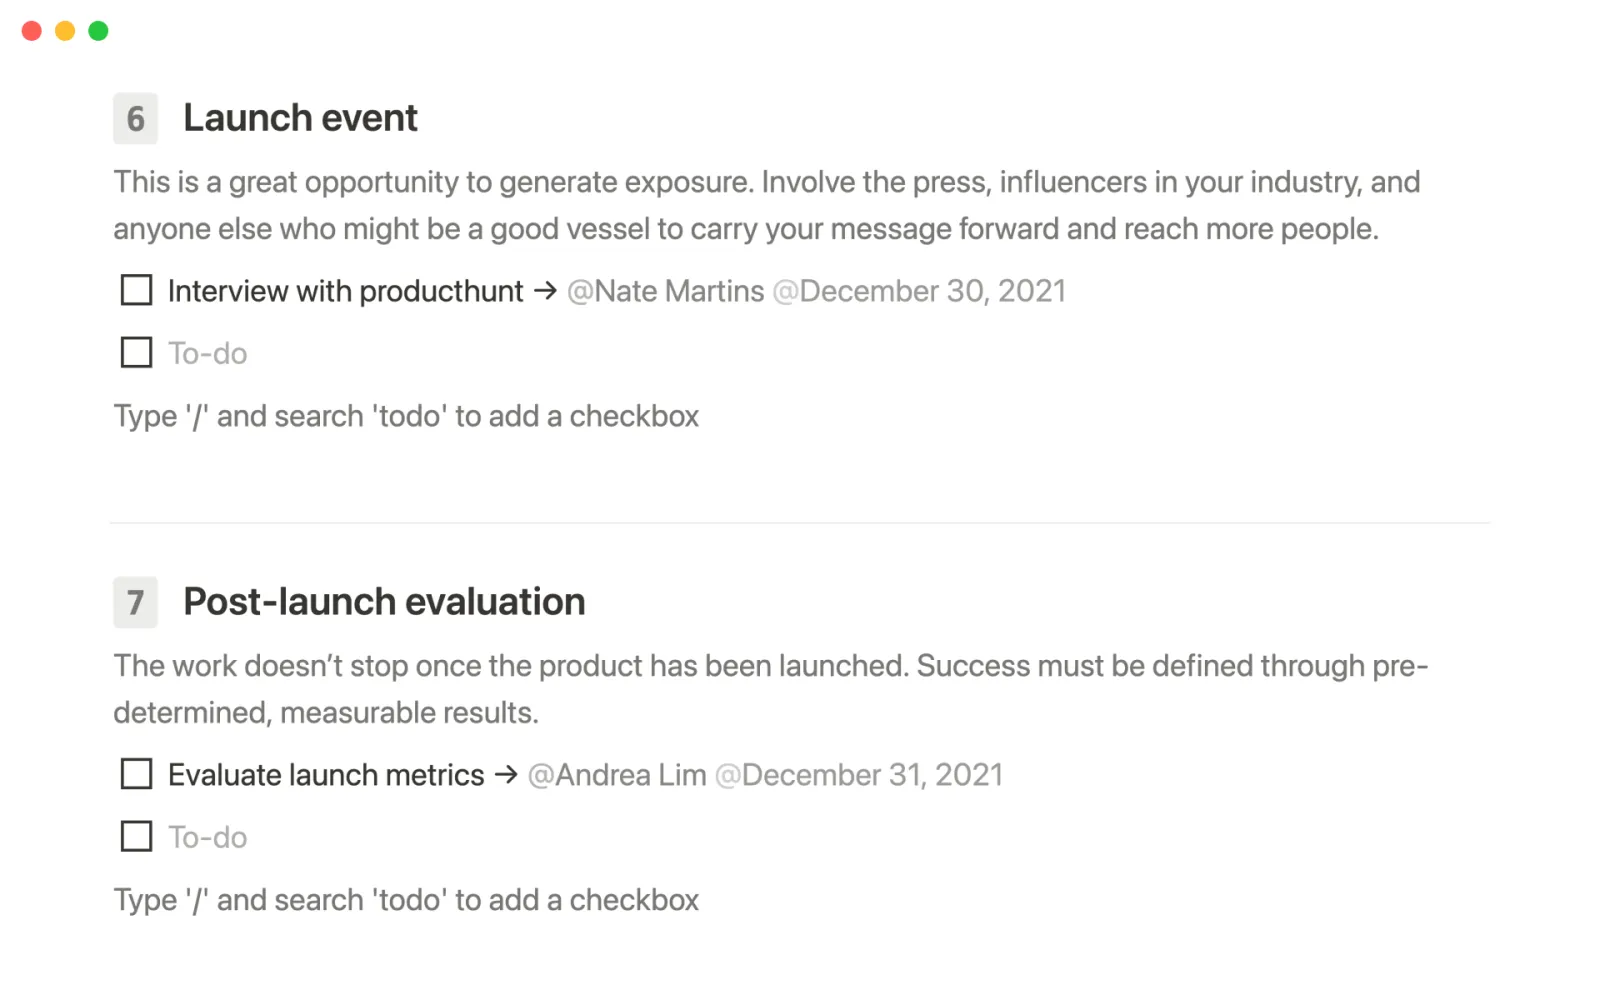 6 Launch event
This is a great opportunity to generate exposure. Involve the press, influencers in your industry, and
anyone else who might be a good vessel to carry your message forward and reach more people.
Interview with producthunt → @Nate Martins @December 30, 2021
To-do
Type '/' and search 'todo' to add a checkbox
7 Post-launch evaluation
The work doesn’t stop once the product has been launched. Success must be defined through pre-
determined, measurable results.
Evaluate launch metrics → @Andrea Lim @December 31, 2021
To-do
Type '/' and search 'todo' to add a checkbox